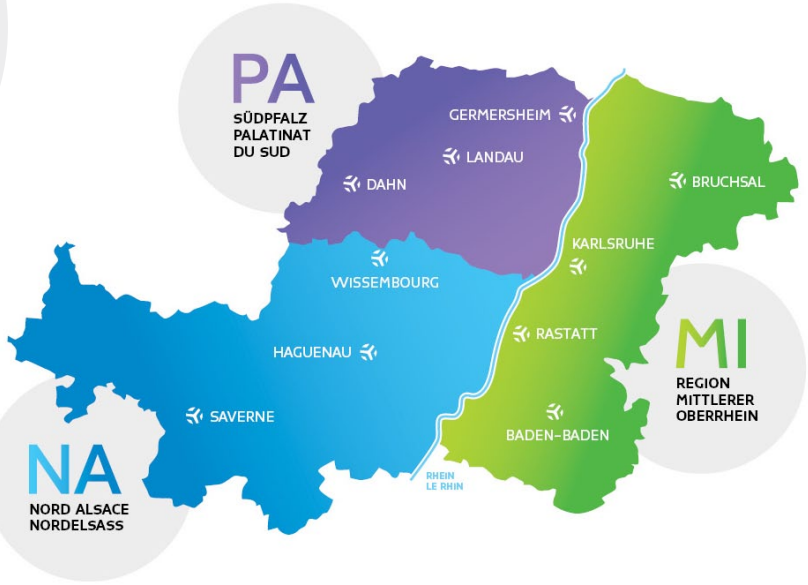 PA
SÜDPFALZ
PALATINAT
DU SUD
GERMERSHEIM
LANDAU
DAHN
BRUCHSAL
KARLSRUHE
WISSEMBOURG
RASTATT
HAGUENAU
MI
REGION
MITTLERER
OBERRHEIN
SAVERNE
BADEN-BADEN
NA
NORD ALSACE
NORDELSASS
RHEIN
LE RHIN